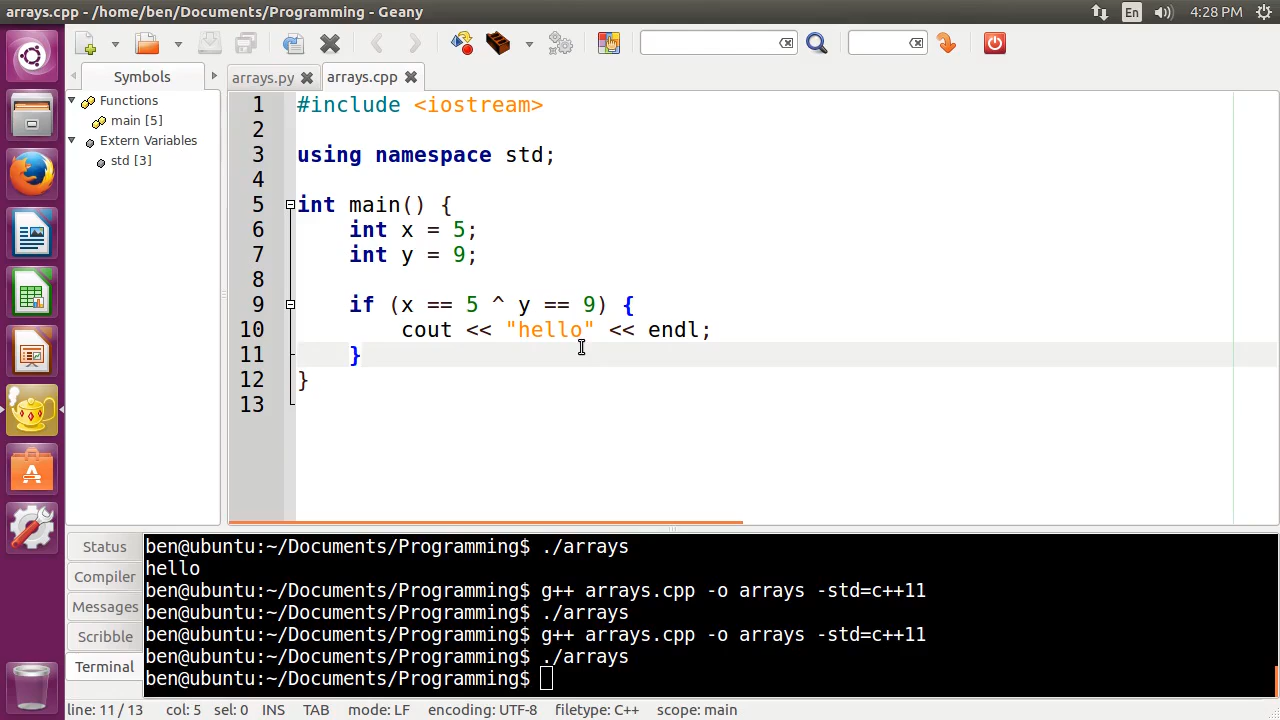 arrays.cpp - /home/ben/Documents/Programming - Geany
En
4:28 PM
Symbols
arrays.py
arrays.cpp
Functions
main [5]
Extern Variables
std [3]
1 #include <iostream>
2
3 using namespace std;
4
5 int main() {
6 int x = 5;
7 int y = 9;
8
9 if (x == 5 ^ y == 9) {
10 cout << "hello" << endl;
11 }
12 }
13
Status
Compiler
Messages
Scribble
Terminal
ben@ubuntu:~/Documents/Programming$ ./arrays
hello
ben@ubuntu:~/Documents/Programming$ g++ arrays.cpp -o arrays -std=c++11
ben@ubuntu:~/Documents/Programming$ ./arrays
ben@ubuntu:~/Documents/Programming$ g++ arrays.cpp -o arrays -std=c++11
ben@ubuntu:~/Documents/Programming$ ./arrays
ben@ubuntu:~/Documents/Programming$
line: 11 / 13 col: 5 sel: 0 INS TAB mode: LF encoding: UTF-8 filetype: C++ scope: main